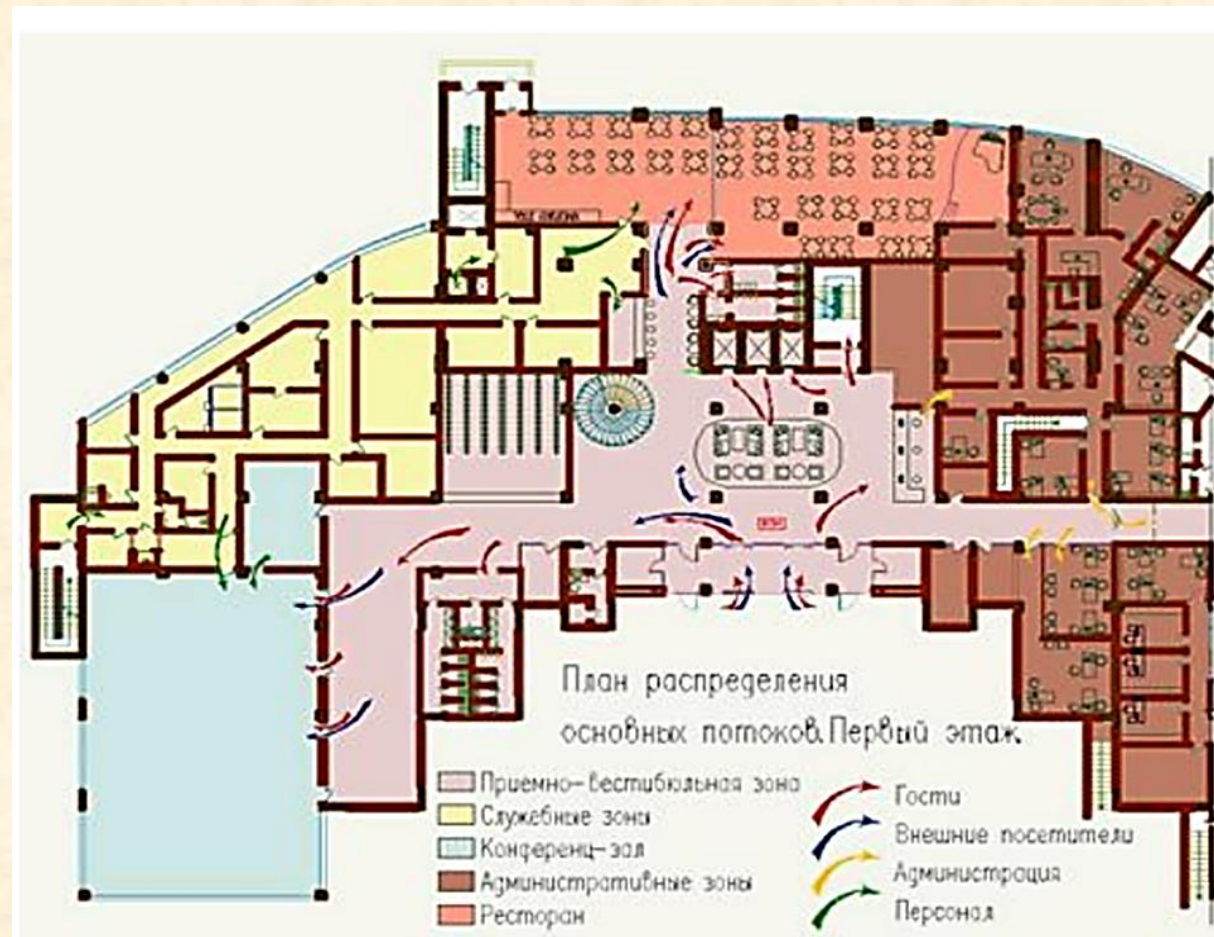 План распределения
основных потоков. Первый этаж
Приемно-вестибюльная зона
Служебные зоны
Конференц-зал
Административные зоны
Ресторан
Гости
Внешние посетители
Администрация
Персонал